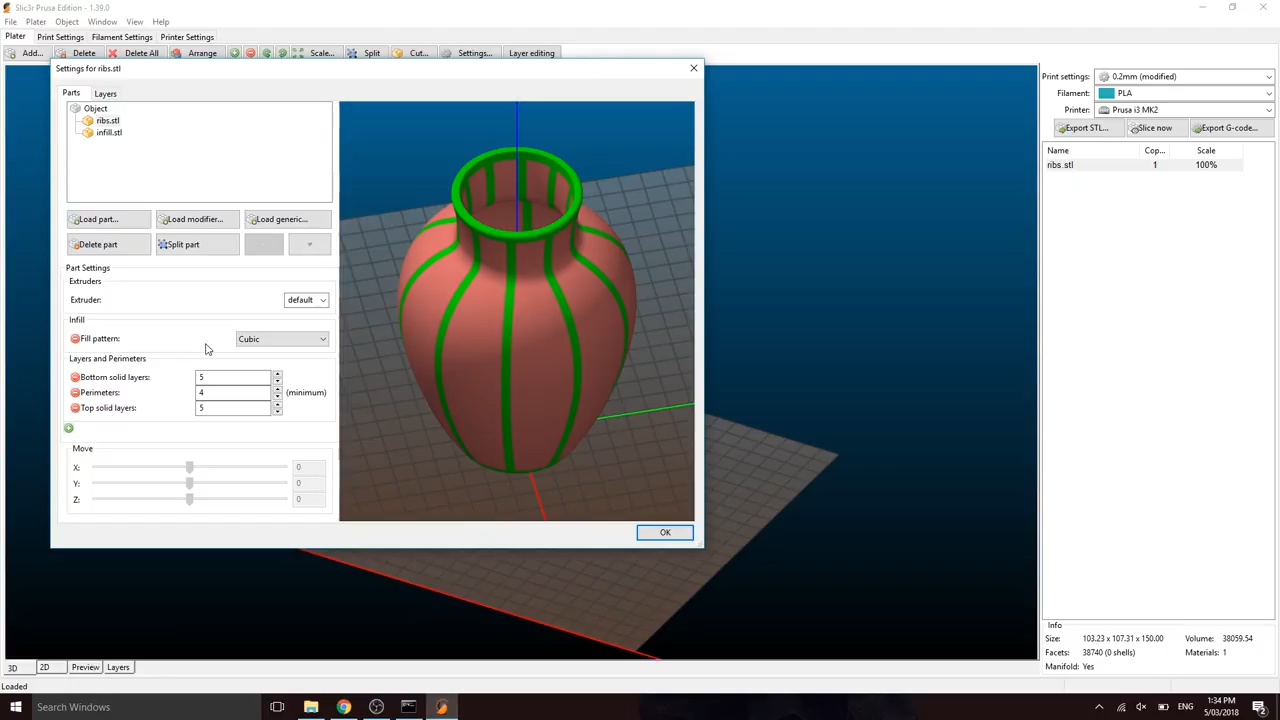 Slic3r Prusa Edition - 1.39.0
File Plater Object Window View Help
Plater Print Settings Filament Settings Printer Settings
Add... Delete Delete All Arrange Scale... Split Cut... Settings... Layer editing
Settings for ribs.stl
Parts Layers
Object
ribs.stl
infill.stl
Load part... Load modifier... Load generic...
Delete part Split part
Part Settings
Extruders
Extruder: default
Infill
Fill pattern: Cubic
Layers and Perimeters
Bottom solid layers: 5
Perimeters: 4 (minimum)
Top solid layers: 5
Move
X: 0
Y: 0
Z: 0
OK
Print settings: 0.2mm (modified)
Filament: PLA
Printer: Prusa i3 MK2
Export STL... Slice now Export G-code...
Name Cop... Scale
ribs.stl 1 100%
Info
Size: 103.23 x 107.31 x 150.00 Volume: 38059.54
Facets: 38740 (0 shells) Materials: 1
Manifold: Yes
3D 2D Preview Layers
Loaded
Search Windows
ENG
1:34 PM
5/03/2018
2